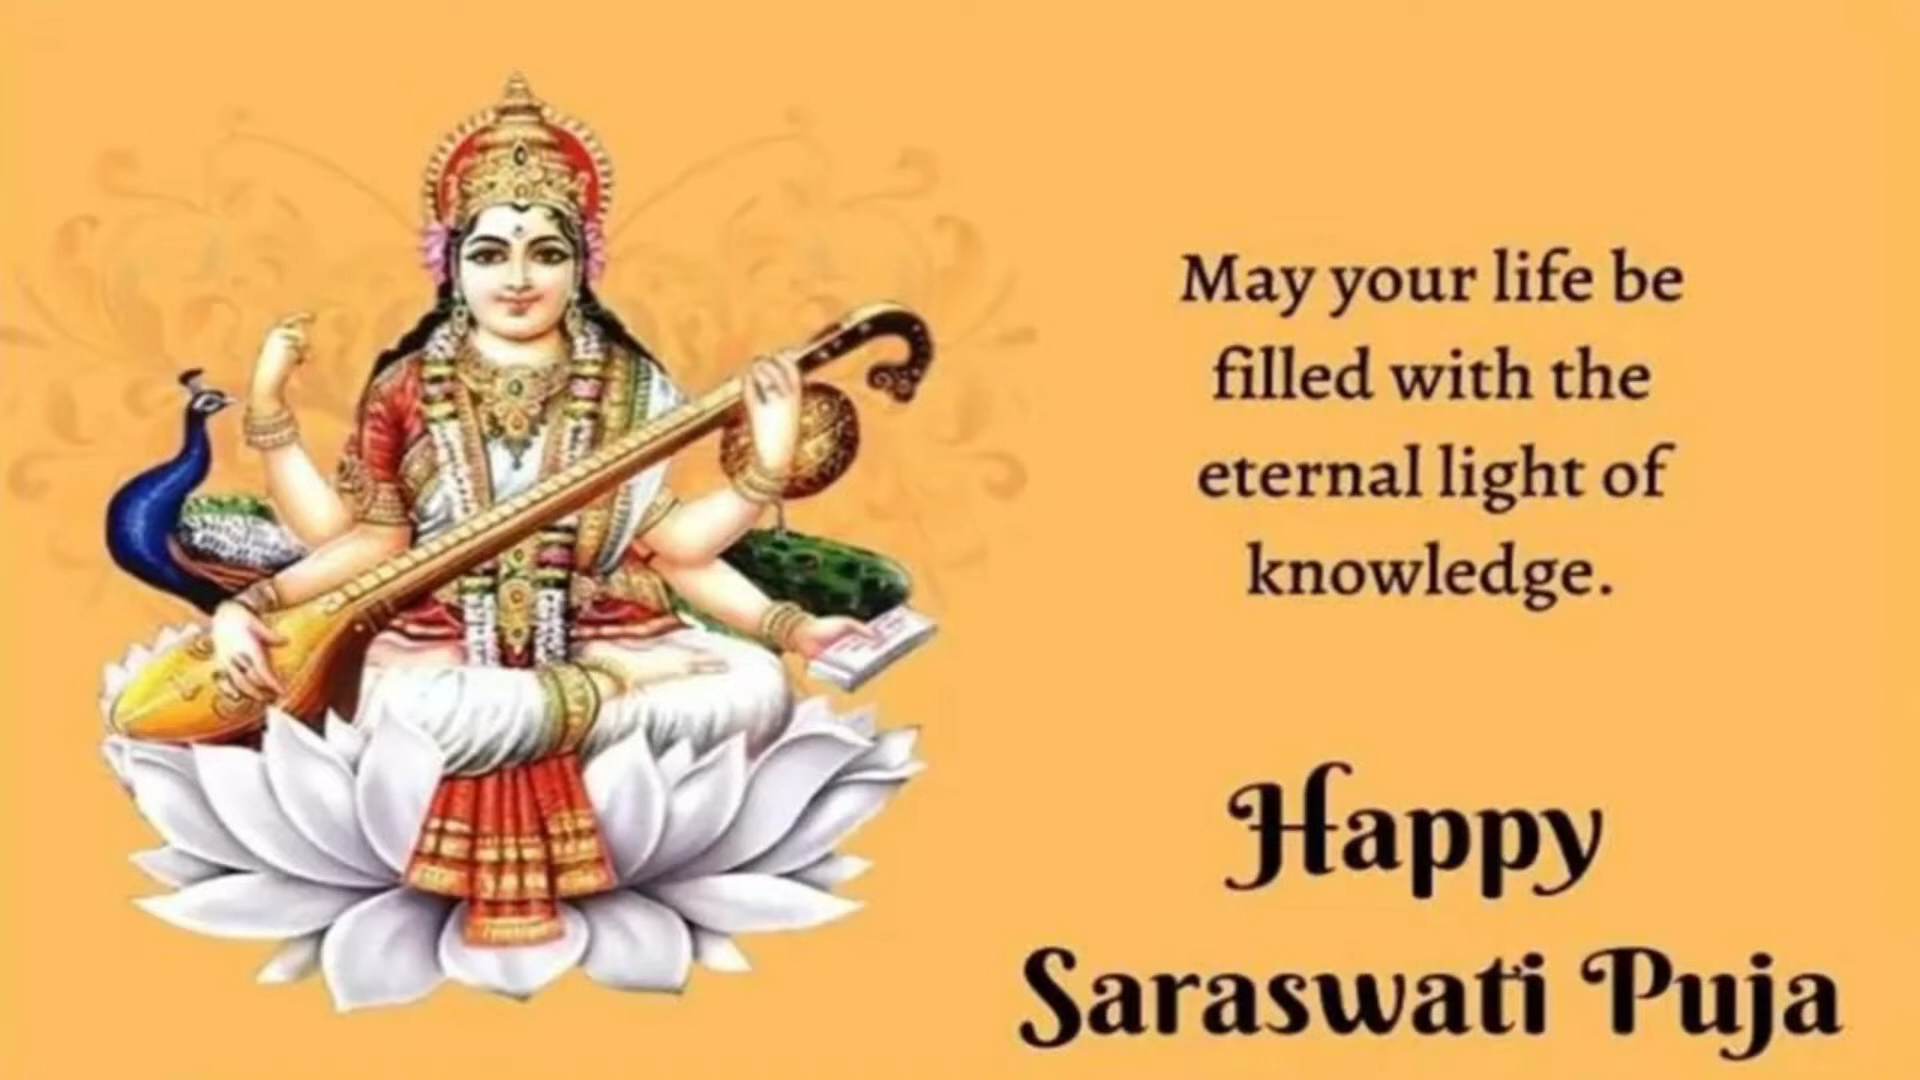 May your life be
filled with the
eternal light of
knowledge.
Happy
Saraswati Puja